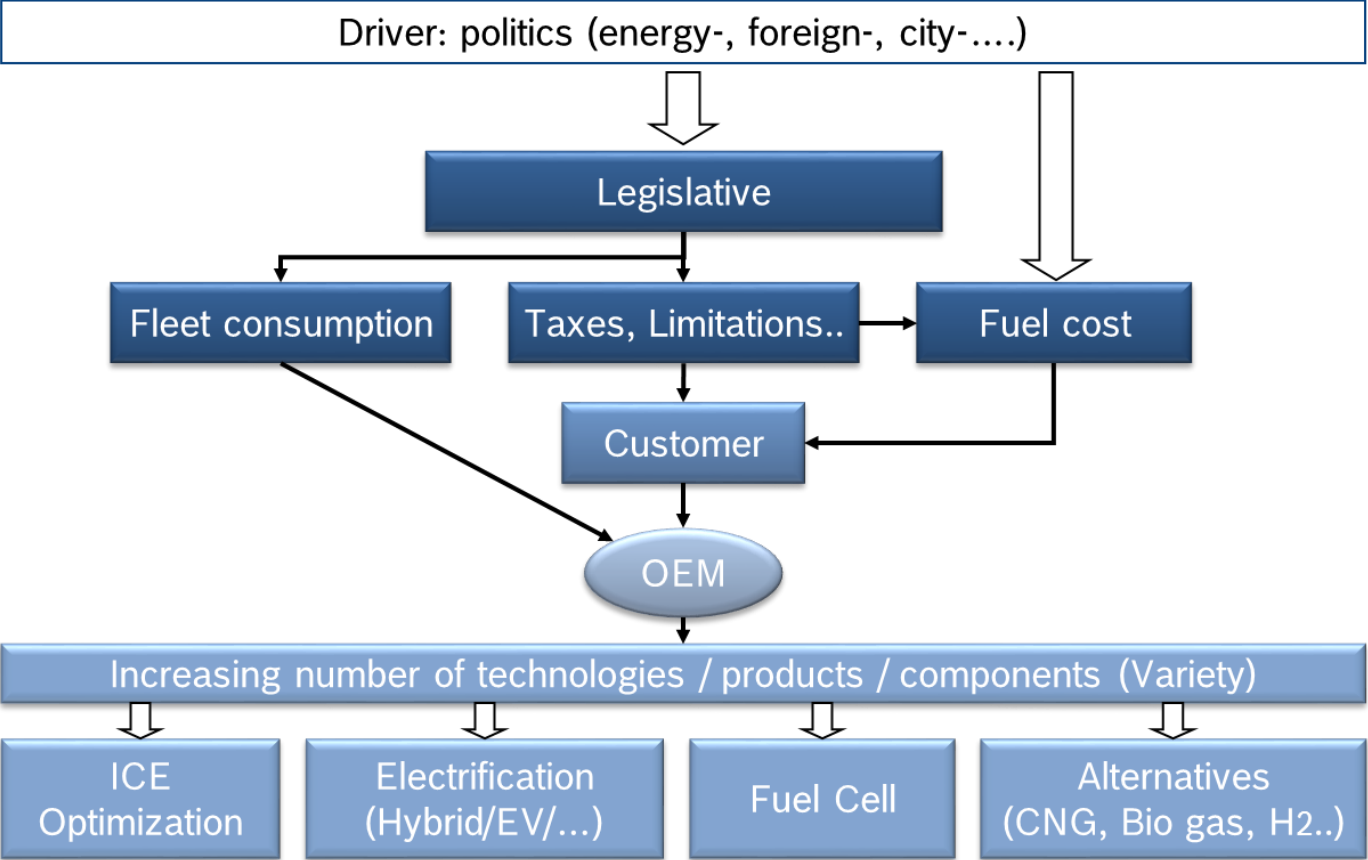 Driver: politics (energy-, foreign-, city-....)
Legislative
Fleet consumption
Taxes, Limitations..
Fuel cost
Customer
OEM
Increasing number of technologies / products / components (Variety)
ICE
Optimization
Electrification
(Hybrid/EV/...)
Fuel Cell
Alternatives
(CNG, Bio gas, H2..)